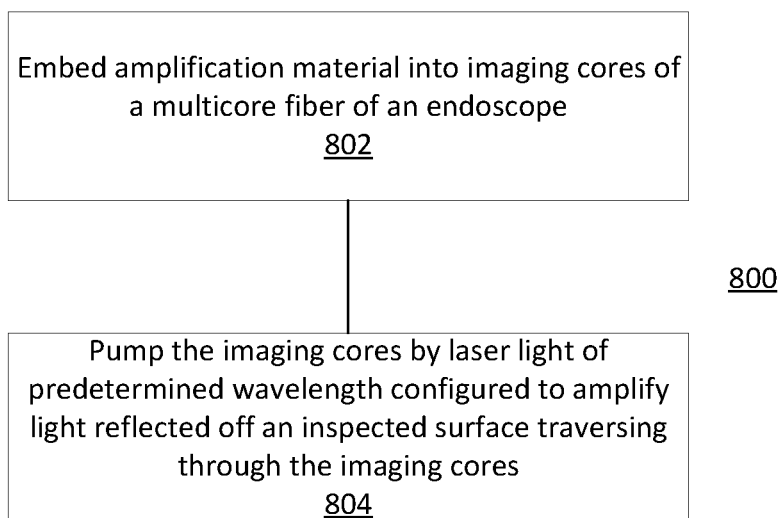 Embed amplification material into imaging cores of
a multicore fiber of an endoscope
802
800
Pump the imaging cores by laser light of
predetermined wavelength configured to amplify
light reflected off an inspected surface traversing
through the imaging cores
804